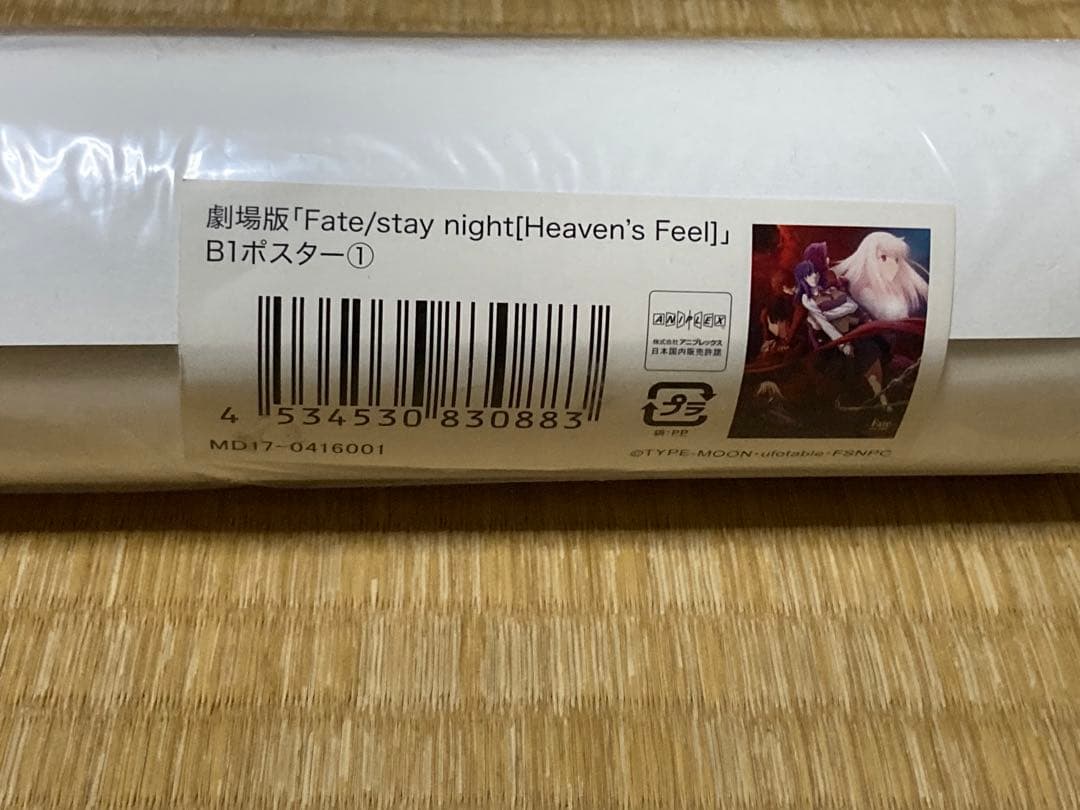 劇場版「Fate/stay night[Heaven's Feel]」
B1ポスター①
ANIPLEX
株式会社アニプレックス
日本国内販売許諾
プラ
袋:PP
4 534530 830883
MD17-0416001
Fate
©TYPE-MOON・ufotable・FSNPC